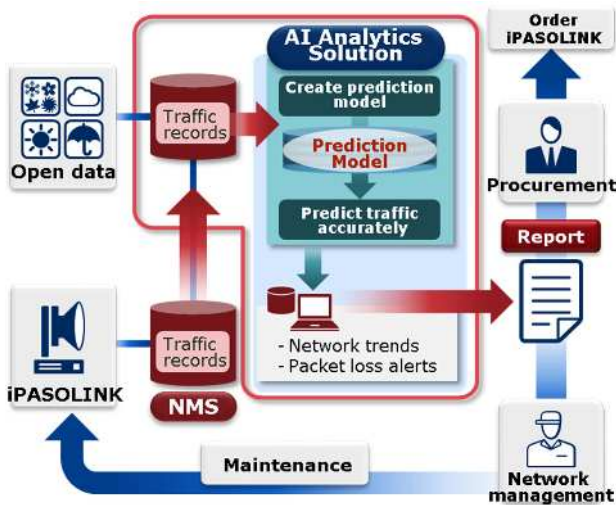 Order
iPASOLINK
AI Analytics
Solution
Create prediction
model
Traffic
records
Prediction
Model
Open data
Procurement
Predict traffic
accurately
Report
Traffic
records
- Network trends
- Packet loss alerts
iPASOLINK
NMS
Maintenance
Network
management